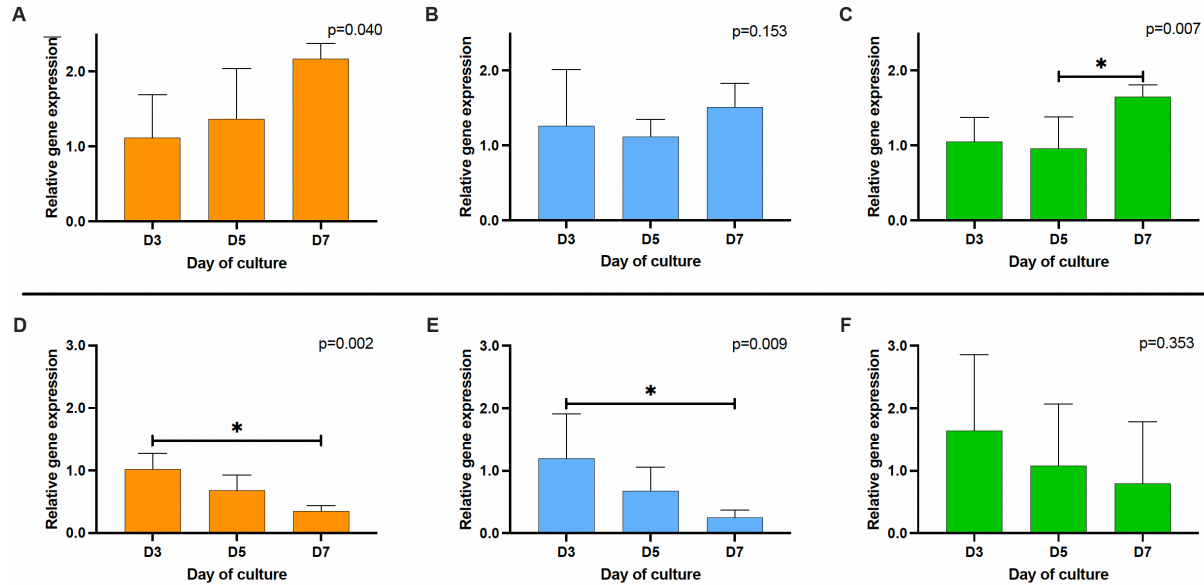 A
p=0.040
Relative gene expression
2.0
1.0
0.0
D3 D5 D7
Day of culture
B
p=0.153
Relative gene expression
2.0
1.0
0.0
D3 D5 D7
Day of culture
C
p=0.007
Relative gene expression
2.0
1.0
0.0
*
D3 D5 D7
Day of culture
D
p=0.002
Relative gene expression
3.0
2.0
1.0
0.0
*
D3 D5 D7
Day of culture
E
p=0.009
Relative gene expression
3.0
2.0
1.0
0.0
*
D3 D5 D7
Day of culture
F
p=0.353
Relative gene expression
3.0
2.0
1.0
0.0
D3 D5 D7
Day of culture